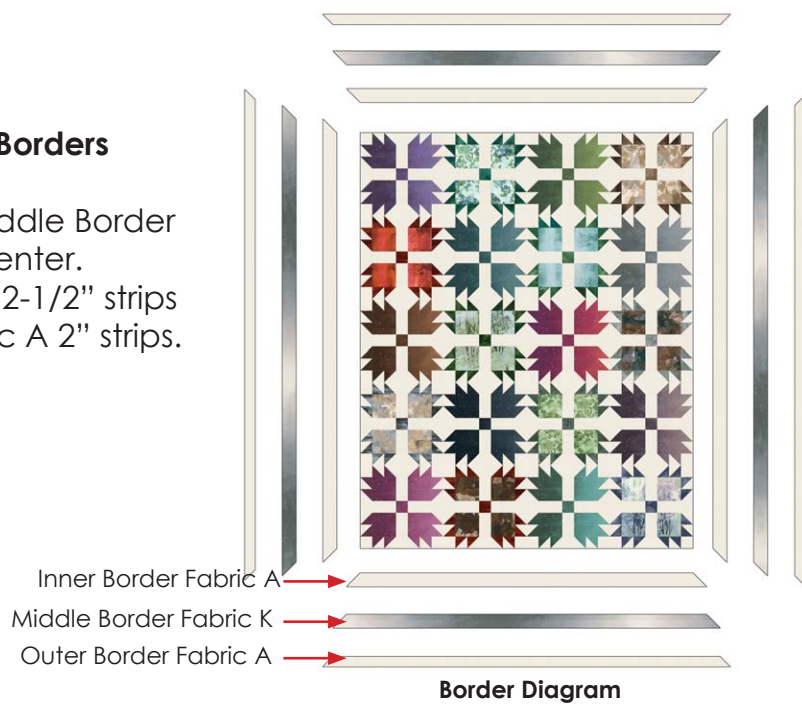 Borders
ddle Border
enter.
2-1/2” strips
c A 2” strips.
Inner Border Fabric A
Middle Border Fabric K
Outer Border Fabric A
Border Diagram